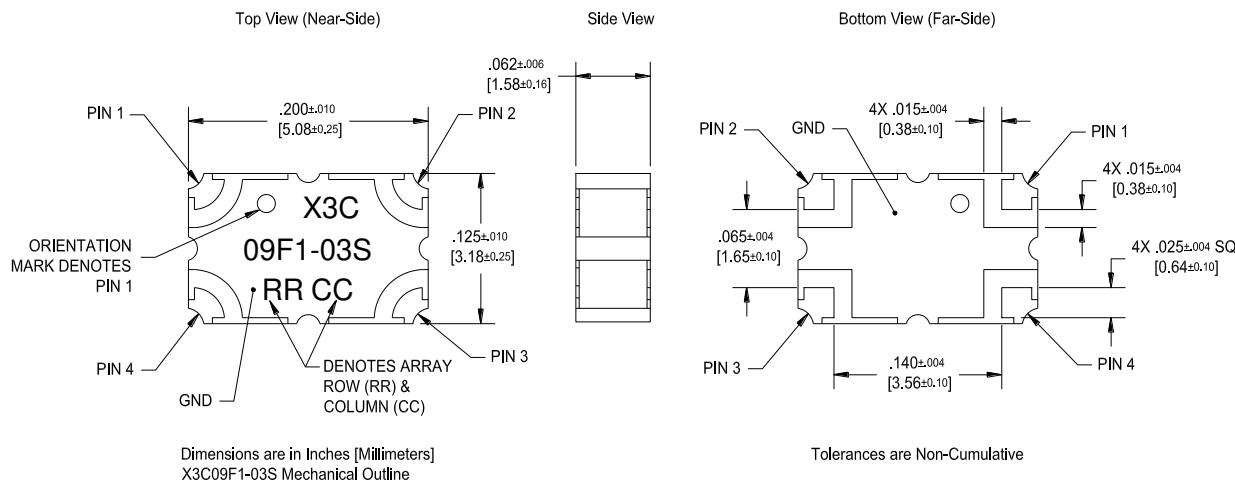 Top View (Near-Side)
Side View
Bottom View (Far-Side)
.062±.006
[1.58±0.16]
PIN 1
.200±.010
[5.08±0.25]
PIN 2
4X .015±.004
[0.38±0.10]
PIN 2
GND
PIN 1
4X .015±.004
[0.38±0.10]
X3C
09F1-03S
RR CC
.125±.010
[3.18±0.25]
ORIENTATION
MARK DENOTES
PIN 1
.065±.004
[1.65±0.10]
4X .025±.004 SQ
[0.64±0.10]
PIN 4
PIN 3
GND
DENOTES ARRAY
ROW (RR) &
COLUMN (CC)
PIN 3
.140±.004
[3.56±0.10]
PIN 4
Dimensions are in Inches [Millimeters]
X3C09F1-03S Mechanical Outline
Tolerances are Non-Cumulative